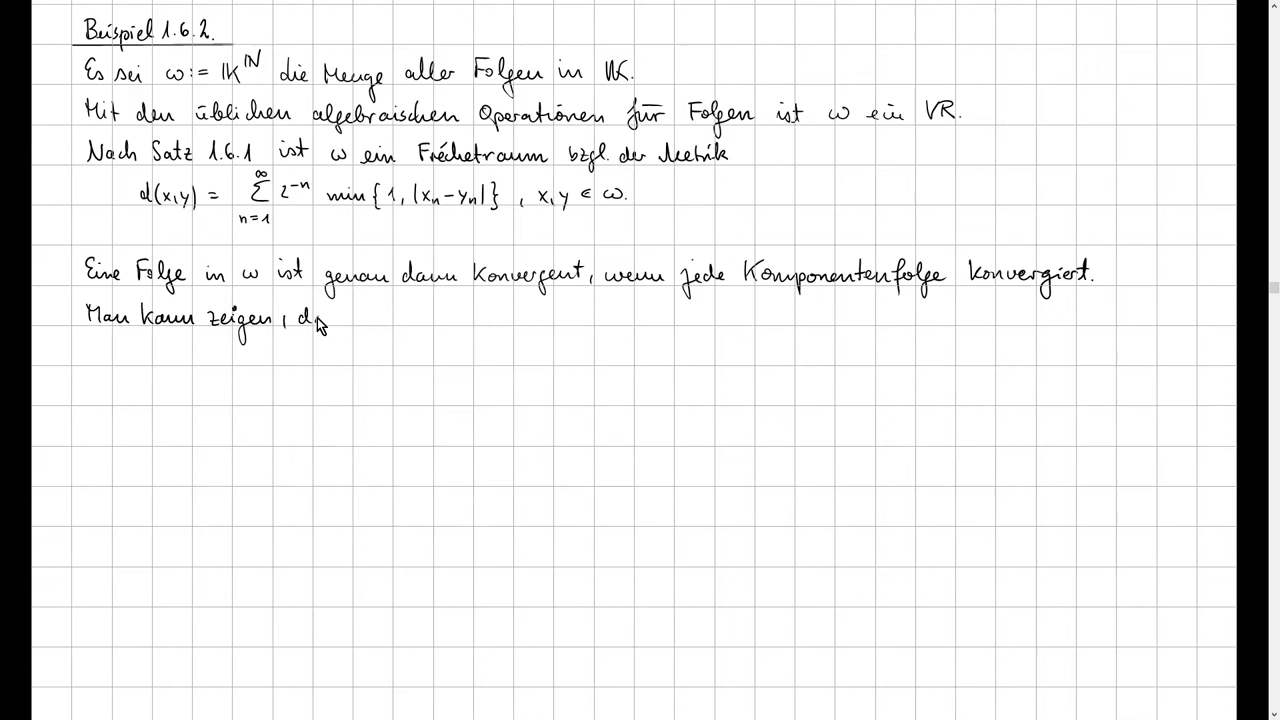 Beispiel 1.6.2.
Es sei ω := 𝕂^ℕ die Menge aller Folgen in 𝕂.
Mit den üblichen algebraischen Operationen für Folgen ist ω ein VR.
Nach Satz 1.6.1 ist ω ein Fréchetraum bzgl. der Metrik
d(x,y) = ∑_{n=1}^{∞} 2^{-n} min{1, |x_n - y_n|}, x,y ∈ ω.
Eine Folge in ω ist genau dann konvergent, wenn jede Komponentenfolge konvergiert.
Man kann zeigen, d